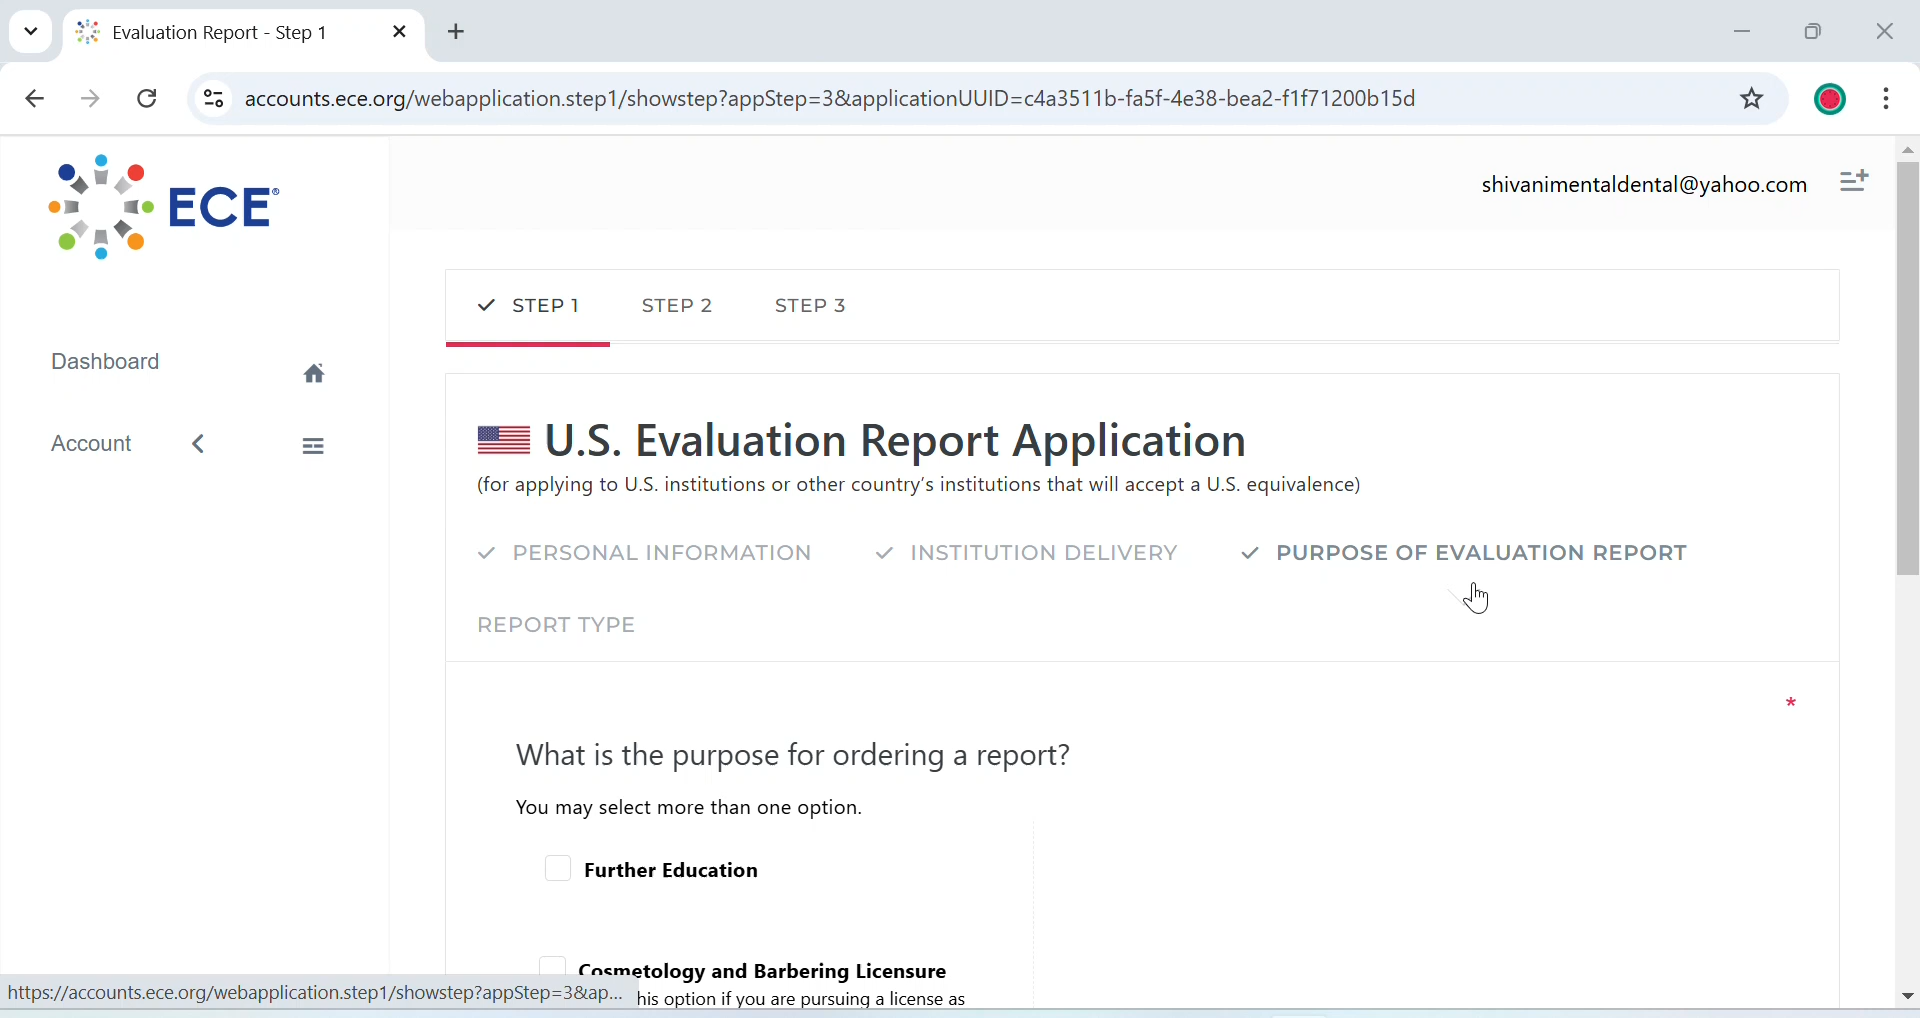 Evaluation Report - Step 1
accounts.ece.org/webapplication.step1/showstep?appStep=3&applicationUUID=c4a3511b-fa5f-4e38-bea2-f1f71200b15d
ECE®
shivanimentaldental@yahoo.com
Dashboard
Account
STEP 1 STEP 2 STEP 3
U.S. Evaluation Report Application
(for applying to U.S. institutions or other country's institutions that will accept a U.S. equivalence)
PERSONAL INFORMATION INSTITUTION DELIVERY PURPOSE OF EVALUATION REPORT
REPORT TYPE
*
What is the purpose for ordering a report?
You may select more than one option.
Further Education
Cosmetology and Barbering Licensure
his option if you are pursuing a license as
https://accounts.ece.org/webapplication.step1/showstep?appStep=3&ap...